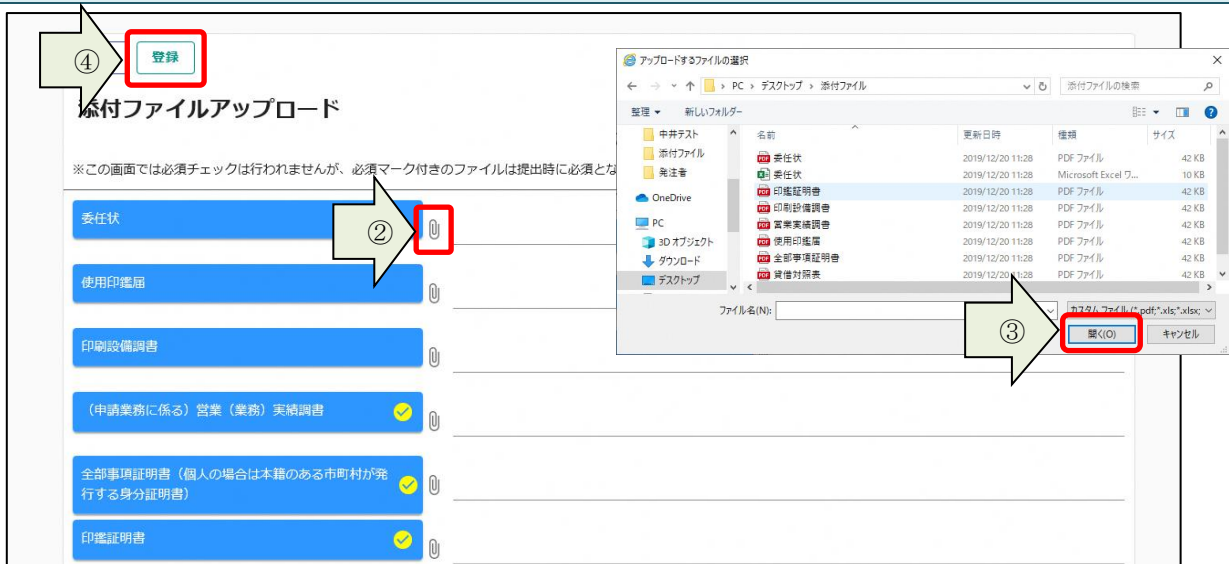 ④
登録
添付ファイルアップロード
※この画面では必須チェックは行われませんが、必須マーク付きのファイルは提出時に必須とな
委任状
②
使用印鑑届
印刷設備調書
（申請業務に係る）営業（業務）実績調書
全部事項証明書（個人の場合は本籍のある市町村が発
行する身分証明書）
印鑑証明書
アップロードするファイルの選択
PC › デスクトップ › 添付ファイル
添付ファイルの検索
整理
新しいフォルダー
中井テスト
添付ファイル
発注者
OneDrive
PC
3D オブジェクト
ダウンロード
デスクトップ
名前 更新日時 種類 サイズ
委任状 2019/12/20 11:28 PDF ファイル 42 KB
委任状 2019/12/20 11:28 Microsoft Excel ワ... 10 KB
印鑑証明書 2019/12/20 11:28 PDF ファイル 42 KB
印刷設備調書 2019/12/20 11:28 PDF ファイル 42 KB
営業実績調書 2019/12/20 11:28 PDF ファイル 42 KB
使用印鑑届 2019/12/20 11:28 PDF ファイル 42 KB
全部事項証明書 2019/12/20 11:28 PDF ファイル 42 KB
貸借対照表 2019/12/20 11:28 PDF ファイル 42 KB
ファイル名(N):
カスタム ファイル (*.pdf;*.xls;*.xlsx;
③
開く(O)
キャンセル